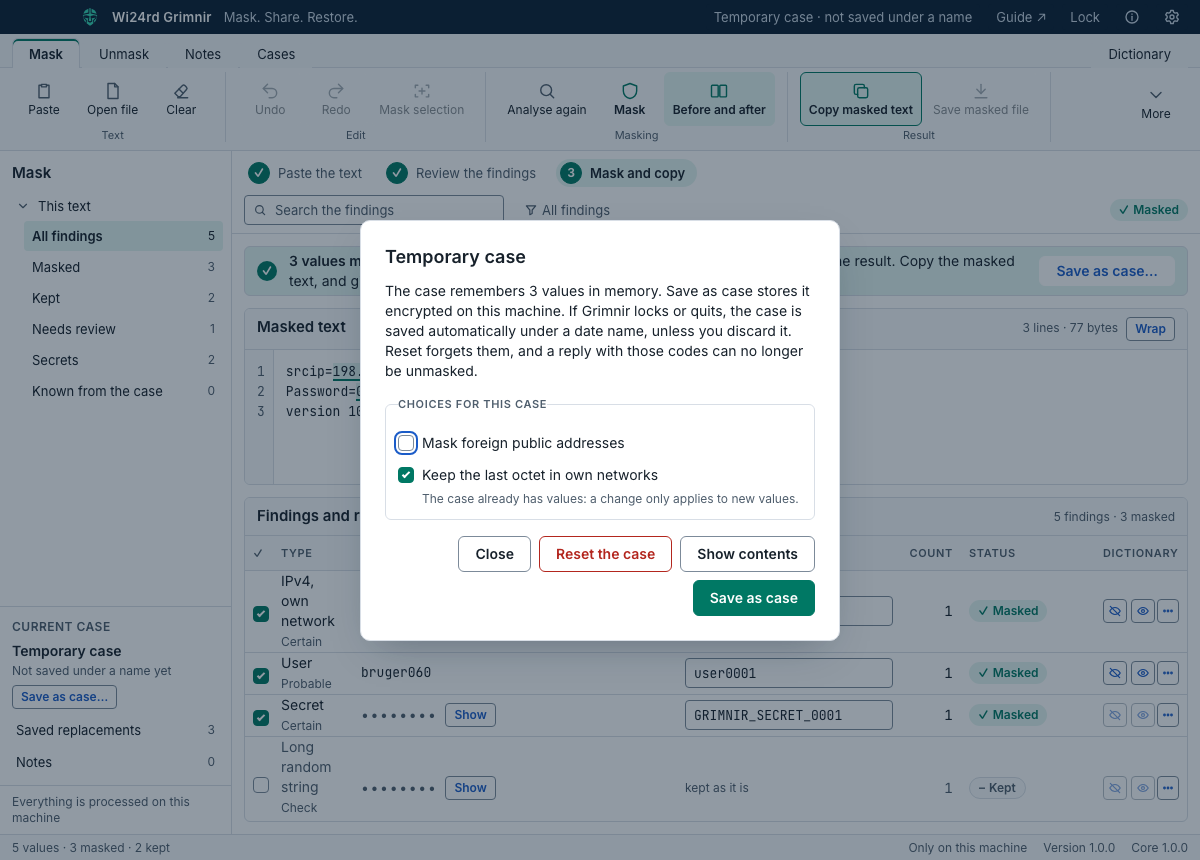 Wi24rd Grimnir Mask. Share. Restore. Temporary case · not saved under a name Guide ↗ Lock
Mask Unmask Notes Cases Dictionary
Paste Open file Clear Undo Redo Mask selection Analyse again Mask Before and after Copy masked text Save masked file More
Text Edit Masking Result
Mask
This text
All findings 5
Masked 3
Kept 2
Needs review 1
Secrets 2
Known from the case 0
CURRENT CASE
Temporary case
Not saved under a name yet
Save as case…
Saved replacements 3
Notes 0
Everything is processed on this
machine
Paste the text Review the findings 3 Mask and copy
Search the findings All findings ✓ Masked
3 values
e result. Copy the masked
text, and
Save as case…
Masked text 3 lines · 77 bytes Wrap
1 srcip=198.
2 Password=
3 version
Temporary case
The case remembers 3 values in memory. Save as case stores it
encrypted on this machine. If Grimnir locks or quits, the case is
saved automatically under a date name, unless you discard it.
Reset forgets them, and a reply with those codes can no longer
be unmasked.
CHOICES FOR THIS CASE
Mask foreign public addresses
Keep the last octet in own networks
The case already has values: a change only applies to new values.
Close Reset the case Show contents
Save as case
Findings and 5 findings · 3 masked
✓ TYPE COUNT STATUS DICTIONARY
IPv4,
own
network
Certain
1 ✓ Masked
User
Probable
bruger060 user0001 1 ✓ Masked
Secret
Certain
•••••••• Show GRIMNIR_SECRET_0001 1 ✓ Masked
Long
random
string
Check
•••••••• Show kept as it is 1 – Kept
5 values · 3 masked · 2 kept Only on this machine Version 1.0.0 Core 1.0.0